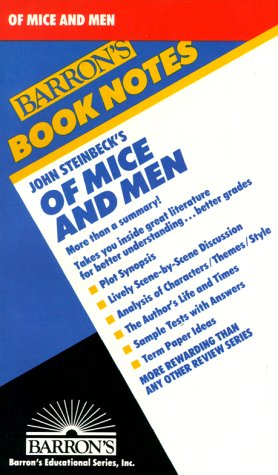 OF MICE AND MEN
BARRON'S
BOOK NOTES
JOHN STEINBECK'S
OF MICE
AND MEN
More than a summary!
Takes you inside great literature
for better understanding...better grades
• Plot Synopsis
• Lively Scene-by-Scene Discussion
• Analysis of Characters/Themes/Style
• The Author's Life and Times
• Sample Tests with Answers
• Term Paper Ideas
MORE REWARDING THAN
ANY OTHER REVIEW SERIES
BARRON'S
Barron's Educational Series, Inc.